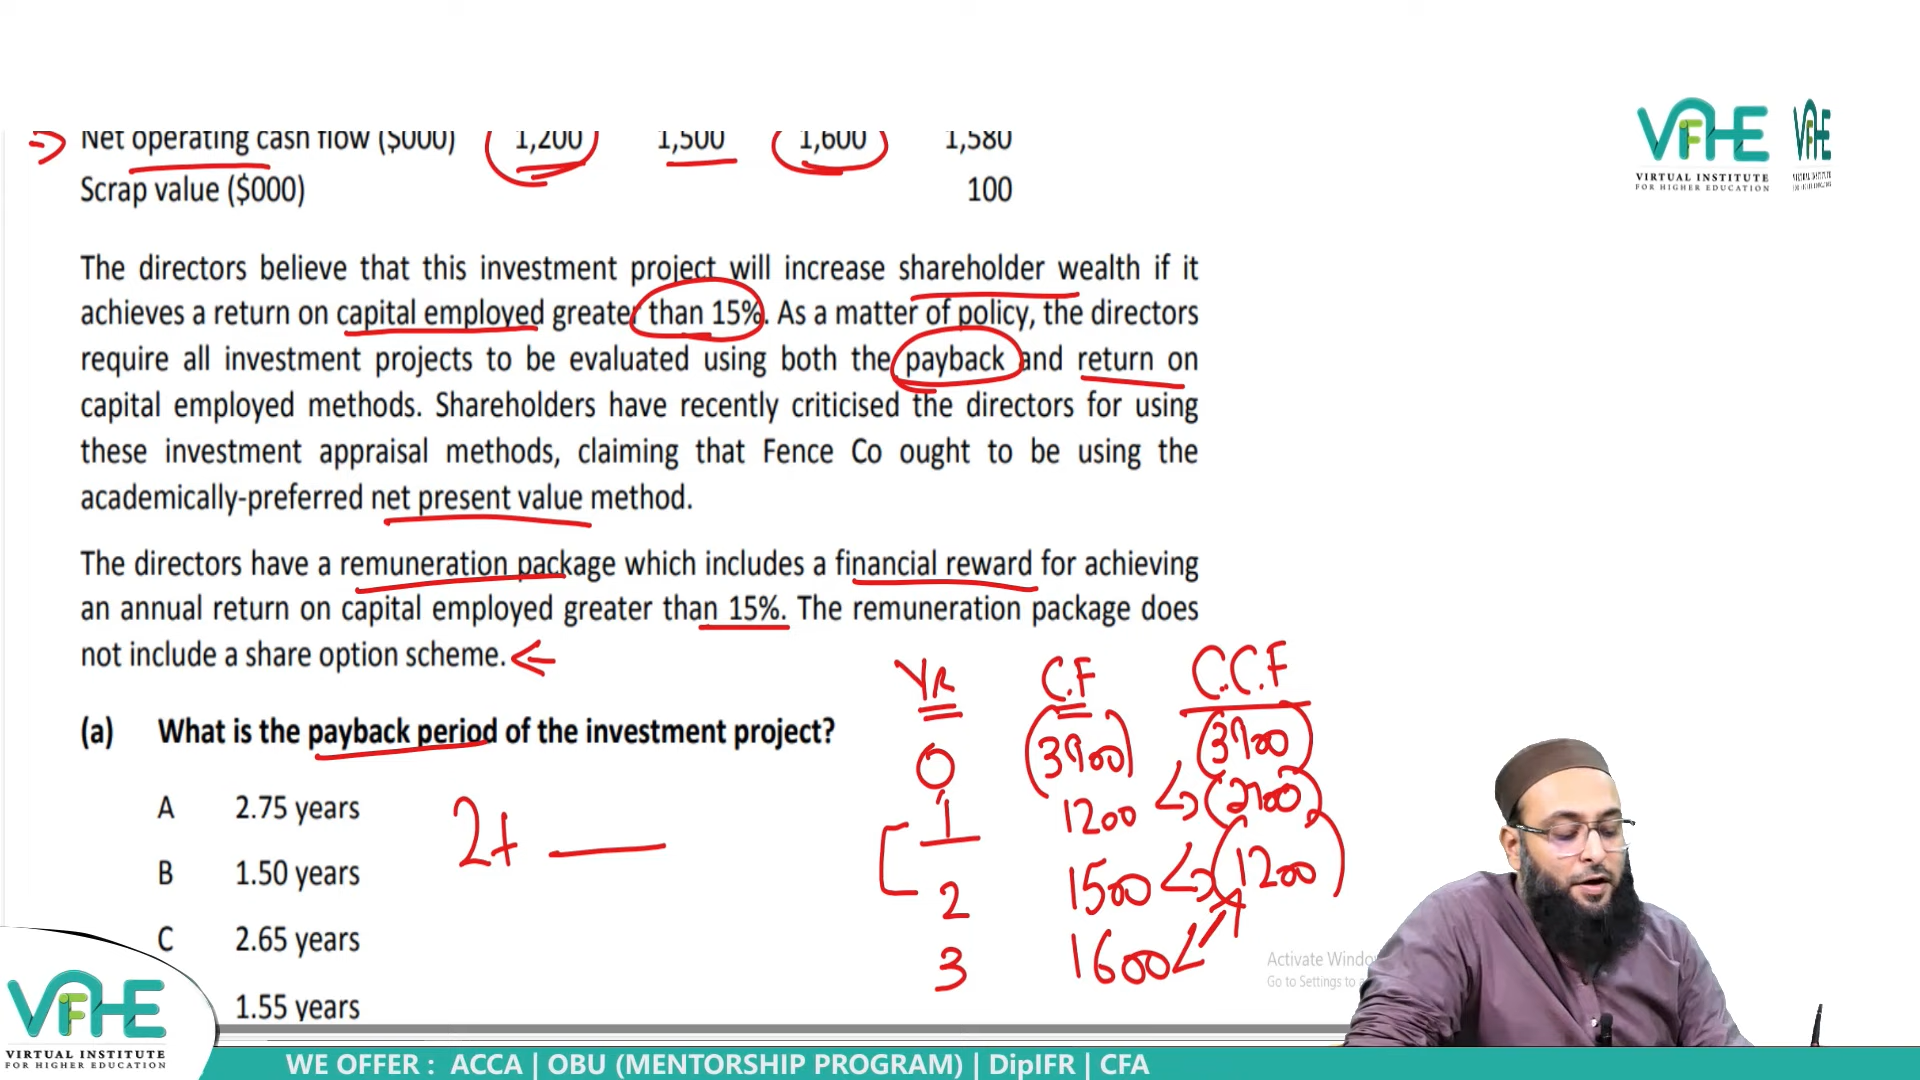 Net operating cash flow ($000) 1,200 1,500 1,600 1,580
Scrap value ($000) 100
VIFHE
VIRTUAL INSTITUTE
FOR HIGHER EDUCATION
The directors believe that this investment project will increase shareholder wealth if it
achieves a return on capital employed greater than 15%. As a matter of policy, the directors
require all investment projects to be evaluated using both the payback and return on
capital employed methods. Shareholders have recently criticised the directors for using
these investment appraisal methods, claiming that Fence Co ought to be using the
academically-preferred net present value method.
The directors have a remuneration package which includes a financial reward for achieving
an annual return on capital employed greater than 15%. The remuneration package does
not include a share option scheme.
(a) What is the payback period of the investment project?
A 2.75 years
B 1.50 years
C 2.65 years
1.55 years
2+
YR C.F C.C.F
0 (3900) (3900)
1 1200 (2700)
2 1500 (1200)
3 1600
Activate Windo
Go to Settings to
VIFHE
VIRTUAL INSTITUTE
FOR HIGHER EDUCATION
WE OFFER : ACCA | OBU (MENTORSHIP PROGRAM) | DipIFR | CFA